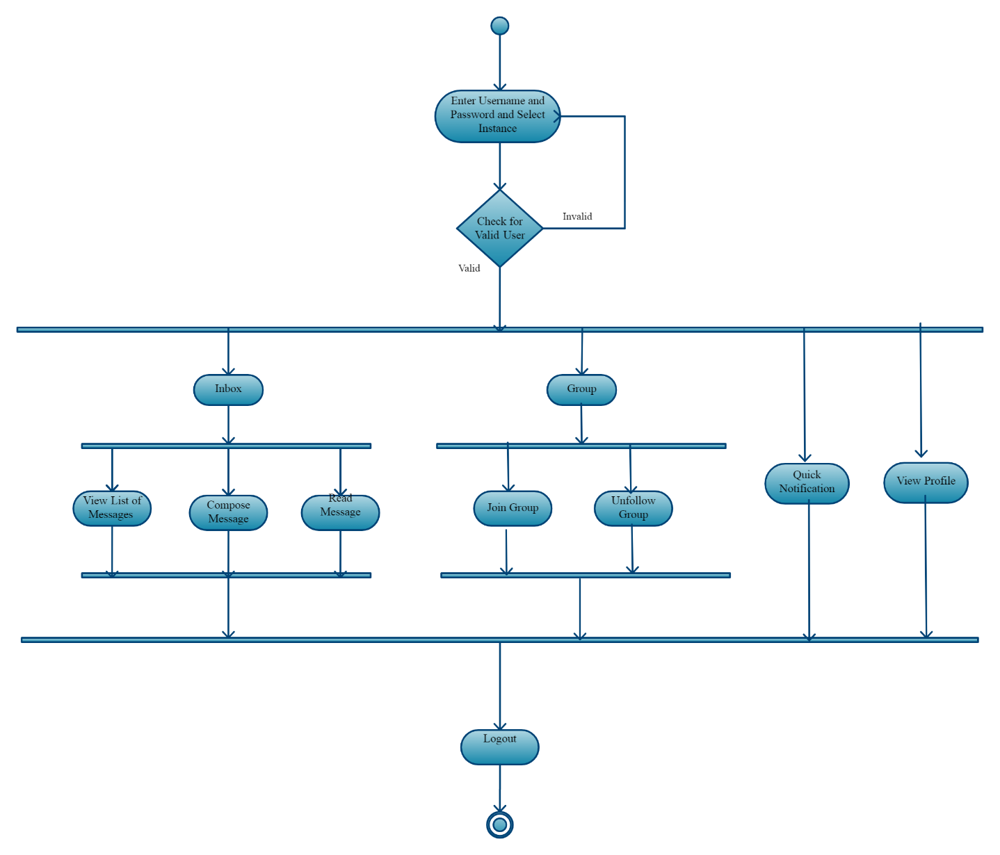 Enter Username and
Password and Select
Instance
Check for
Valid User
Invalid
Valid
Inbox
Group
Quick
Notification
View Profile
View List of
Messages
Compose
Message
Read
Message
Join Group
Unfollow
Group
Logout